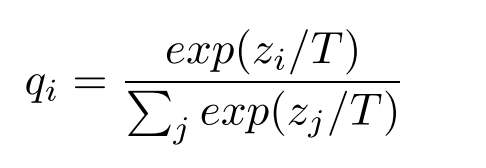 q_i = \frac{exp(z_i/T)}{\sum_j exp(z_j/T)}